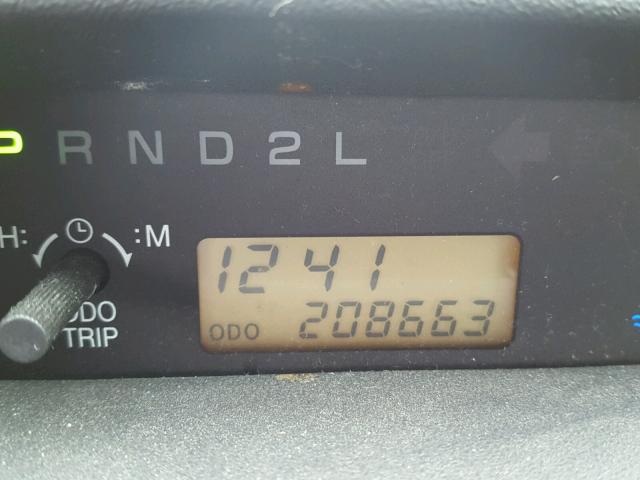 P R N D 2 L
H: :M
12 41
ODO
TRIP
ODO 208663